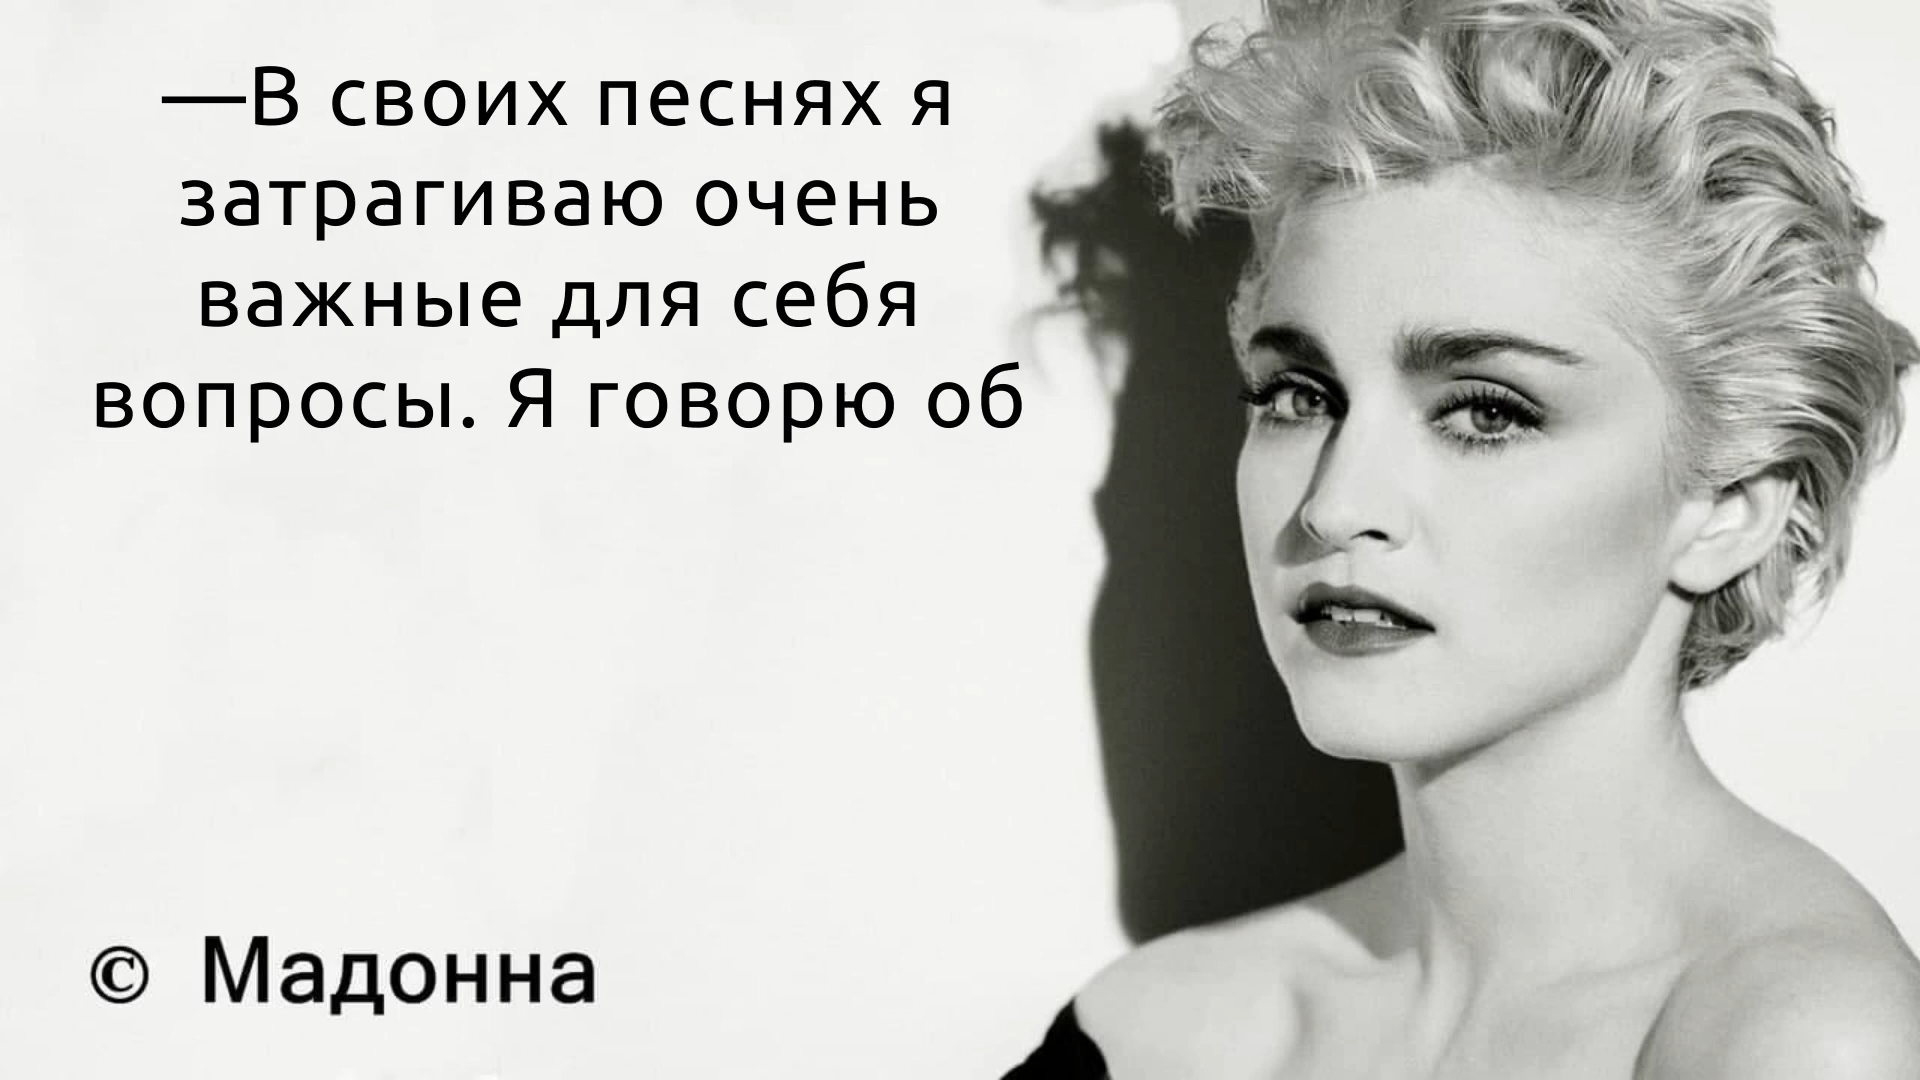 —В своих песнях я
затрагиваю очень
важные для себя
вопросы. Я говорю об
© Мадонна